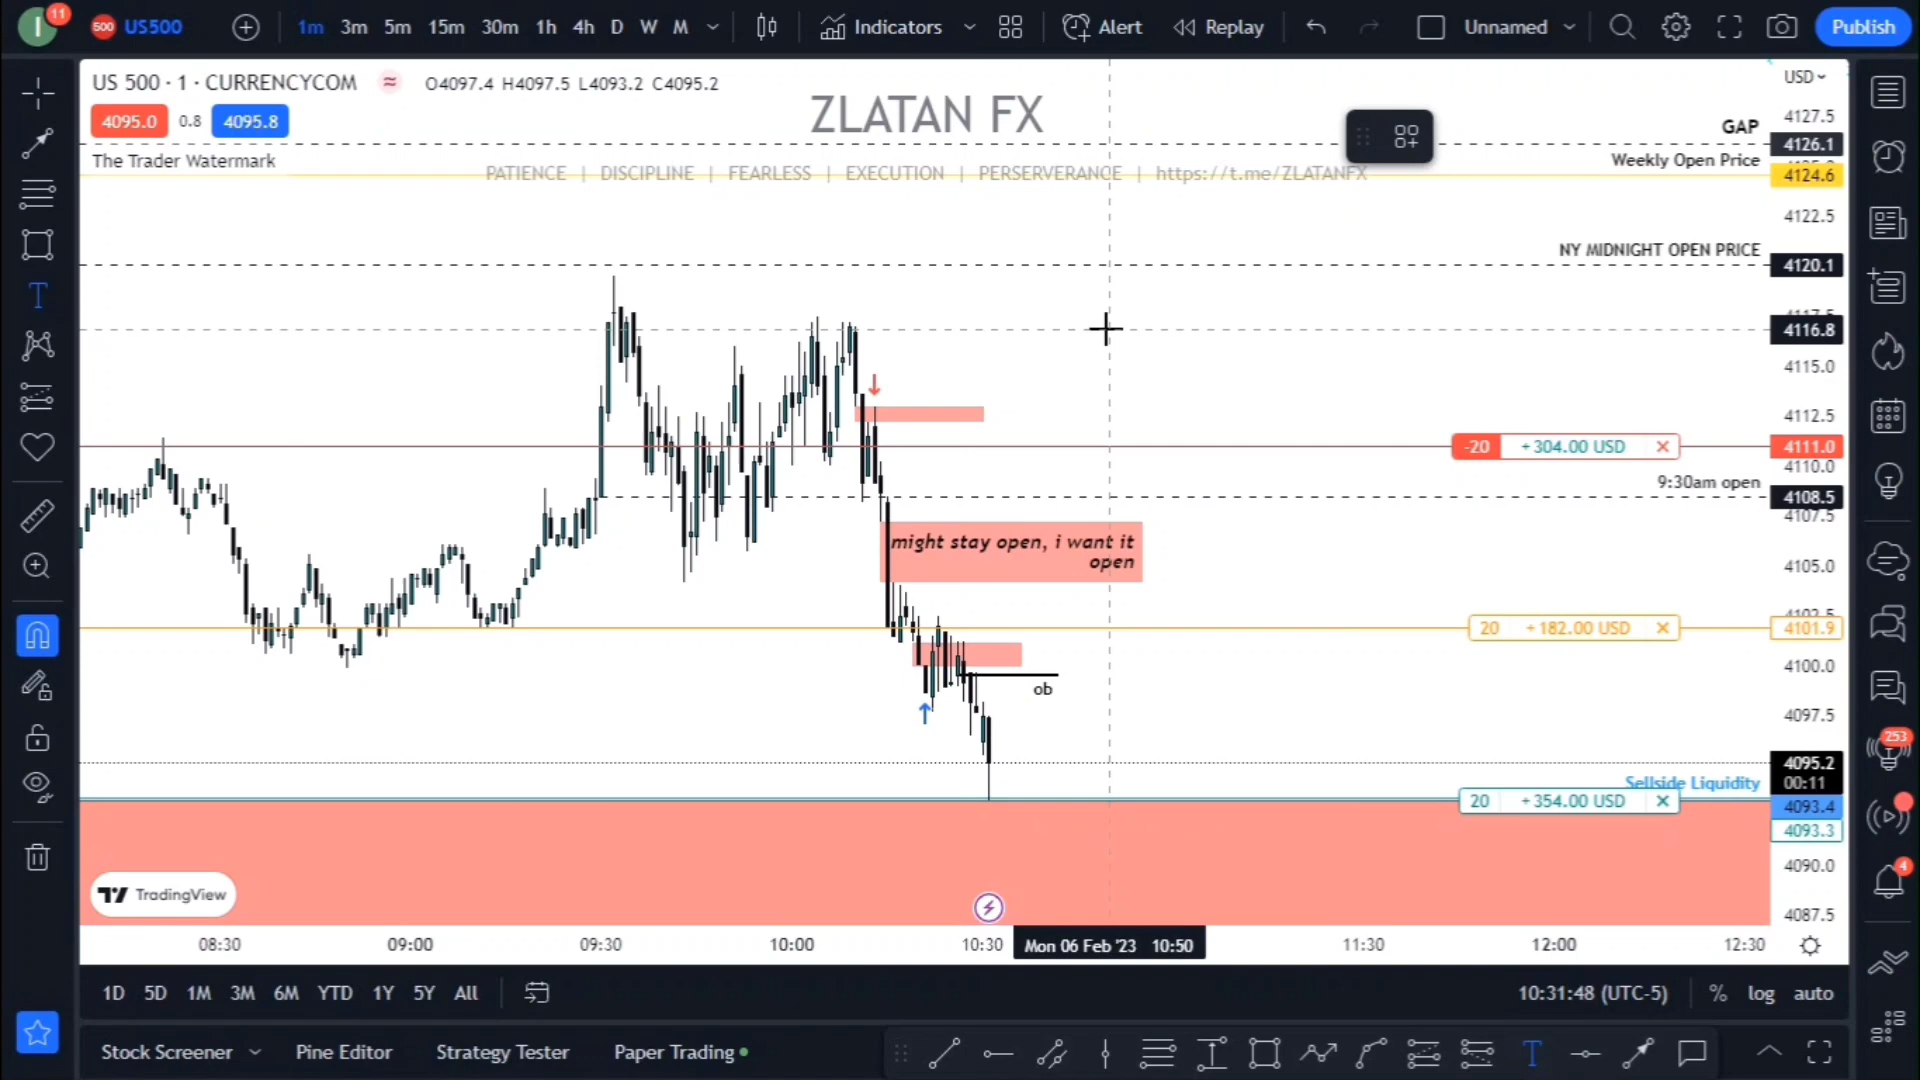 11
500 US500 1m 3m 5m 15m 30m 1h 4h D W M Indicators Alert Replay Unnamed Publish
US 500 · 1 · CURRENCYCOM O4097.4 H4097.5 L4093.2 C4095.2
4095.0 0.8 4095.8
The Trader Watermark
ZLATAN FX
PATIENCE | DISCIPLINE | FEARLESS | EXECUTION | PERSERVERANCE | https://t.me/ZLATANFX
USD
4127.5
GAP
4126.1
Weekly Open Price
4124.6
4122.5
NY MIDNIGHT OPEN PRICE
4120.1
4116.8
4115.0
4112.5
-20 +304.00 USD 4111.0
4110.0
9:30am open
4108.5
4107.5
might stay open, i want it
open
4105.0
4102.5
20 +182.00 USD 4101.9
4100.0
ob
4097.5
4095.2
Sellside Liquidity 00:11
20 +354.00 USD 4093.4
4093.3
4090.0
4087.5
TradingView
08:30 09:00 09:30 10:00 10:30 Mon 06 Feb '23 10:50 11:30 12:00 12:30
253
4
1D 5D 1M 3M 6M YTD 1Y 5Y All 10:31:48 (UTC-5) % log auto
Stock Screener Pine Editor Strategy Tester Paper Trading